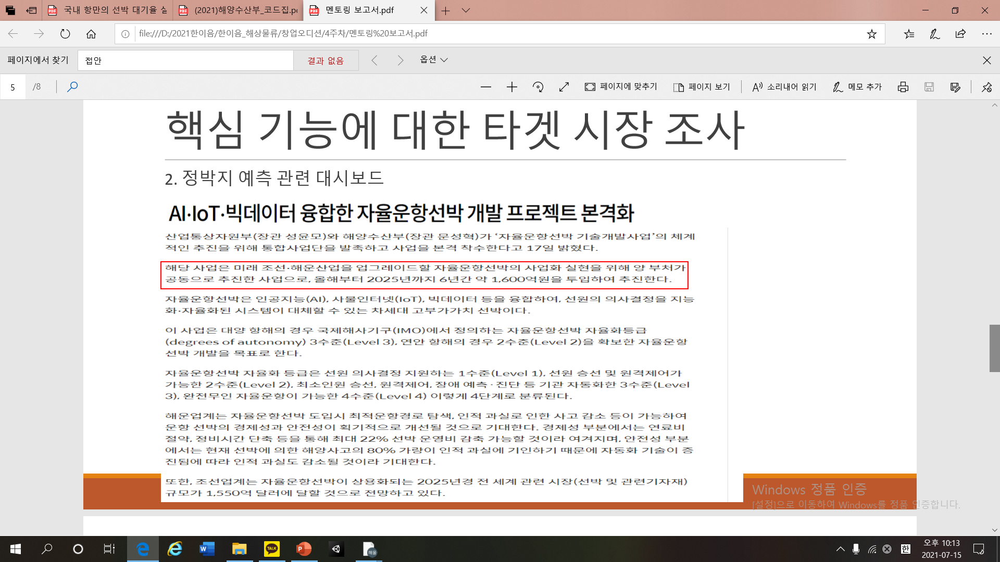 국내 항만의 선박 대기율 실
(2021)해양수산부_코드집.pd
멘토링 보고서.pdf
file:///D:/2021한이음/한이음_해상물류/창업오디션/4주차/멘토링%20보고서.pdf
페이지에서 찾기
접안
결과 없음
옵션
5 /8
페이지에 맞추기
페이지 보기
소리내어 읽기
메모 추가
핵심 기능에 대한 타겟 시장 조사
2. 정박지 예측 관련 대시보드
AI·IoT·빅데이터 융합한 자율운항선박 개발 프로젝트 본격화
산업통상자원부(장관 성윤모)와 해양수산부(장관 문성혁)가 ‘자율운항선박 기술개발사업’의 체계
적인 추진을 위해 통합사업단을 발족하고 사업을 본격 착수한다고 17일 밝혔다.
해당 사업은 미래 조선·해운산업을 업그레이드할 자율운항선박의 사업화 실현을 위해 양 부처가
공동으로 추진한 사업으로, 올해부터 2025년까지 6년간 약 1,600억원을 투입하여 추진한다.
자율운항선박은 인공지능(AI), 사물인터넷(IoT), 빅데이터 등을 융합하여, 선원의 의사결정을 지능
화·자율화된 시스템이 대체할 수 있는 차세대 고부가가치 선박이다.
이 사업은 대양 항해의 경우 국제해사기구(IMO)에서 정의하는 자율운항선박 자율화등급
(degrees of autonomy) 3수준(Level 3), 연안 항해의 경우 2수준(Level 2)을 확보한 자율운항
선박 개발을 목표로 한다.
자율운항선박 자율화 등급은 선원 의사결정 지원하는 1수준(Level 1), 선원 승선 및 원격제어가
가능한 2수준(Level 2), 최소인원 승선, 원격제어, 장애 예측·진단 등 기관 자동화한 3수준(Level
3), 완전무인 자율운항이 가능한 4수준(Level 4) 이렇게 4단계로 분류된다.
해운업계는 자율운항선박 도입시 최적운항경로 탐색, 인적 과실로 인한 사고 감소 등이 가능하여
운항 선박의 경제성과 안전성이 획기적으로 개선될 것으로 기대한다. 경제성 부분에서는 연료비
절약, 정비시간 단축 등을 통해 최대 22% 선박 운영비 감축 가능할 것이라 여겨지며, 안전성 부분
에서는 현재 선박에 의한 해양사고의 80% 가량이 인적 과실에 기인하기 때문에 자동화 기술이 증
진됨에 따라 인적 과실도 감소될 것이라 기대한다.
또한, 조선업계는 자율운항선박이 상용화되는 2025년경 전 세계 관련 시장(선박 및 관련기자재)
규모가 1,550억 달러에 달할 것으로 전망하고 있다.
Windows 정품 인증
[설정]으로 이동하여 Windows를 정품 인증합니다.
TALK
한
오후 10:13
2021-07-15